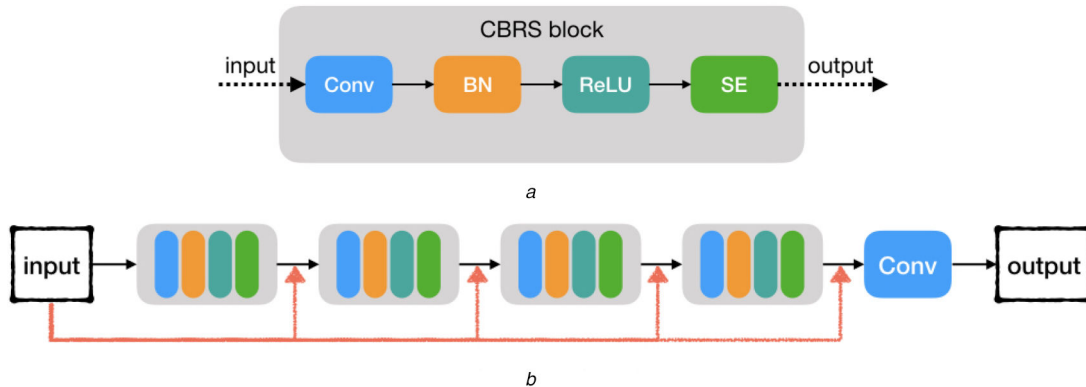 CBRS block
input
output
Conv
BN
ReLU
SE
a
input
Conv
output
b